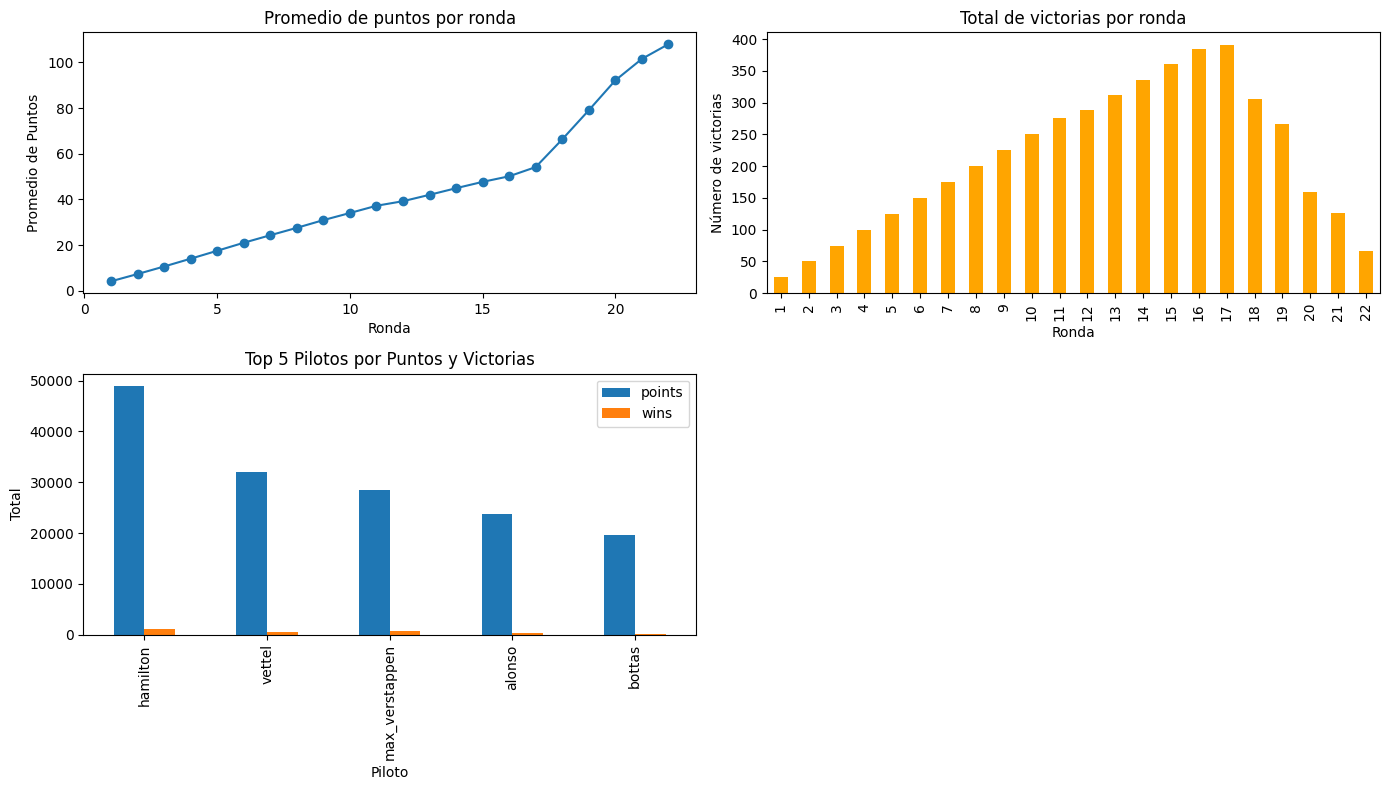 Promedio de puntos por ronda
Promedio de Puntos
100
80
60
40
20
0
0 5 10 15 20
Ronda
Total de victorias por ronda
Número de victorias
400
350
300
250
200
150
100
50
0
1 2 3 4 5 6 7 8 9 10 11 12 13 14 15 16 17 18 19 20 21 22
Ronda
Top 5 Pilotos por Puntos y Victorias
Total
50000
40000
30000
20000
10000
0
points
wins
hamilton vettel max_verstappen alonso bottas
Piloto